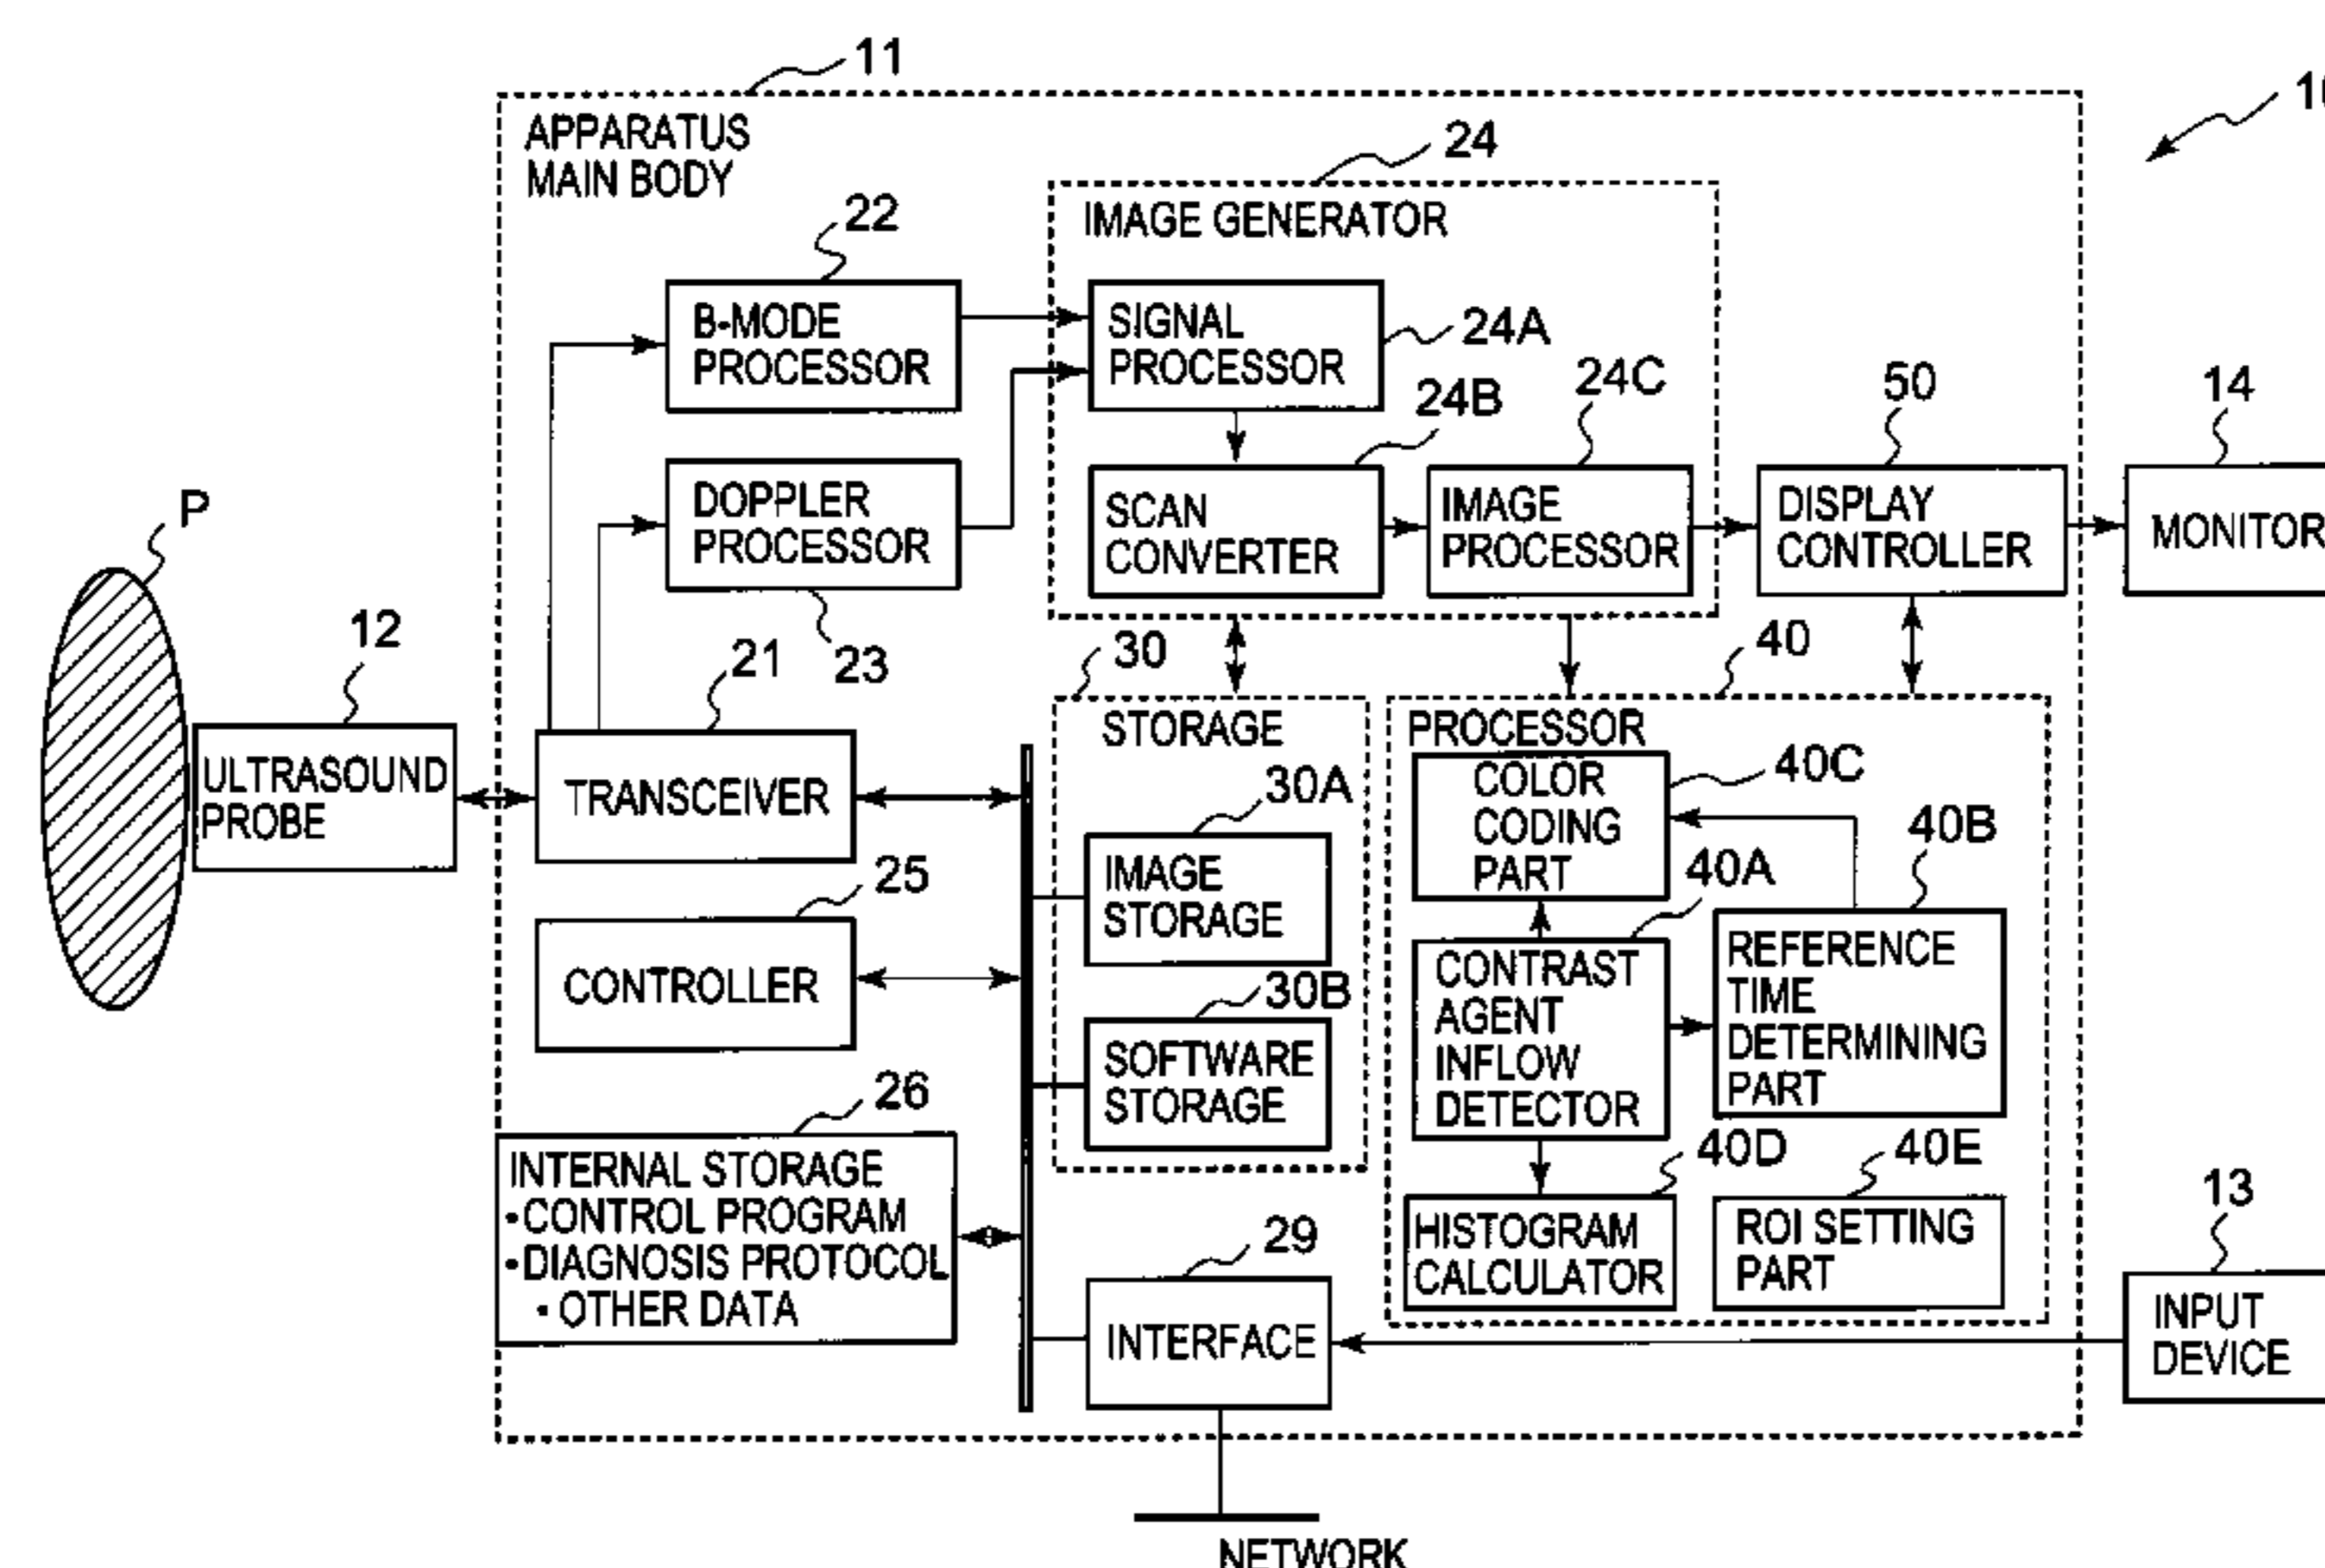 11
10
APPARATUS
MAIN BODY
24
IMAGE GENERATOR
22
B-MODE
PROCESSOR
SIGNAL
PROCESSOR
24A
24B
24C
50
14
DOPPLER
PROCESSOR
23
SCAN
CONVERTER
IMAGE
PROCESSOR
DISPLAY
CONTROLLER
MONITOR
P
12
ULTRASOUND
PROBE
21
TRANSCEIVER
30
STORAGE
30A
IMAGE
STORAGE
30B
SOFTWARE
STORAGE
40
PROCESSOR
COLOR
CODING
PART
40C
40A
CONTRAST
AGENT
INFLOW
DETECTOR
40B
REFERENCE
TIME
DETERMINING
PART
25
CONTROLLER
26
INTERNAL STORAGE
•CONTROL PROGRAM
•DIAGNOSIS PROTOCOL
• OTHER DATA
40D
HISTOGRAM
CALCULATOR
40E
ROI SETTING
PART
29
INTERFACE
13
INPUT
DEVICE
NETWORK